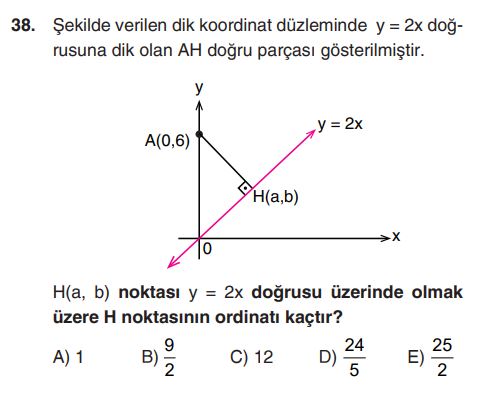 38. Şekilde verilen dik koordinat düzleminde y = 2x doğ-
rusuna dik olan AH doğru parçası gösterilmiştir.
y
A(0,6)
y = 2x
H(a,b)
x
0
H(a, b) noktası y = 2x doğrusu üzerinde olmak
üzere H noktasının ordinatı kaçtır?
A) 1 B) 9/2 C) 12 D) 24/5 E) 25/2